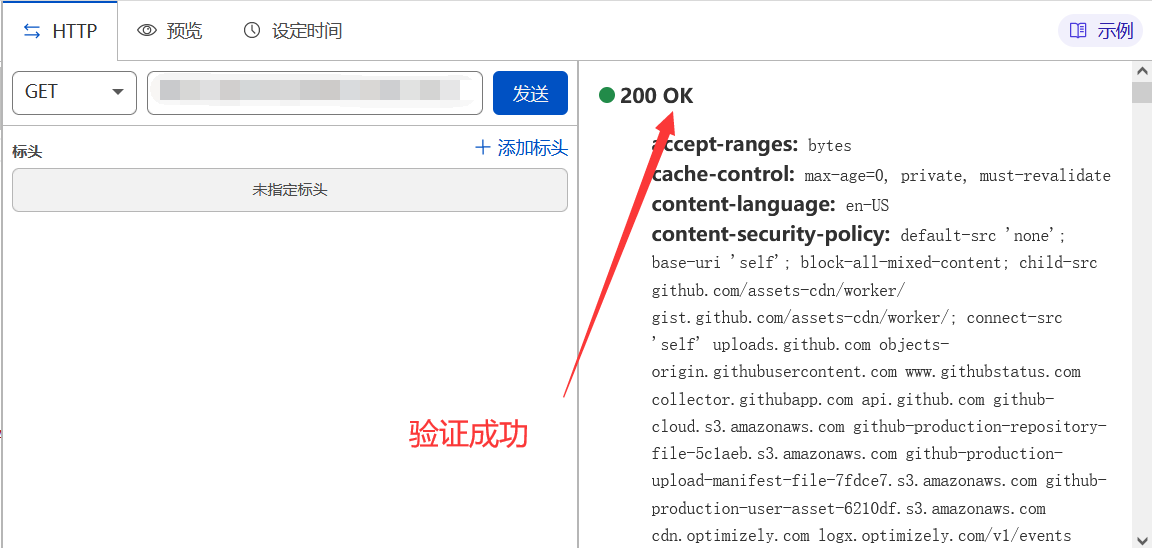 HTTP 预览 设定时间 示例
GET 发送
标头 添加标头
未指定标头
200 OK
accept-ranges: bytes
cache-control: max-age=0, private, must-revalidate
content-language: en-US
content-security-policy: default-src 'none';
base-uri 'self'; block-all-mixed-content; child-src
github.com/assets-cdn/worker/
gist.github.com/assets-cdn/worker/; connect-src
'self' uploads.github.com objects-
origin.githubusercontent.com www.githubstatus.com
collector.githubapp.com api.github.com github-
cloud.s3.amazonaws.com github-production-repository-
file-5c1aeb.s3.amazonaws.com github-production-
upload-manifest-file-7fdce7.s3.amazonaws.com github-
production-user-asset-6210df.s3.amazonaws.com
cdn.optimizely.com logx.optimizely.com/v1/events
验证成功